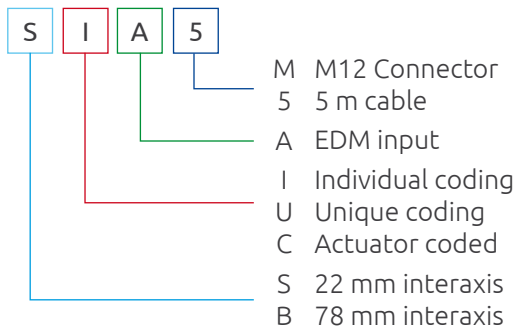 S I A 5
M M12 Connector
5 5 m cable
A EDM input
I Individual coding
U Unique coding
C Actuator coded
S 22 mm interaxis
B 78 mm interaxis